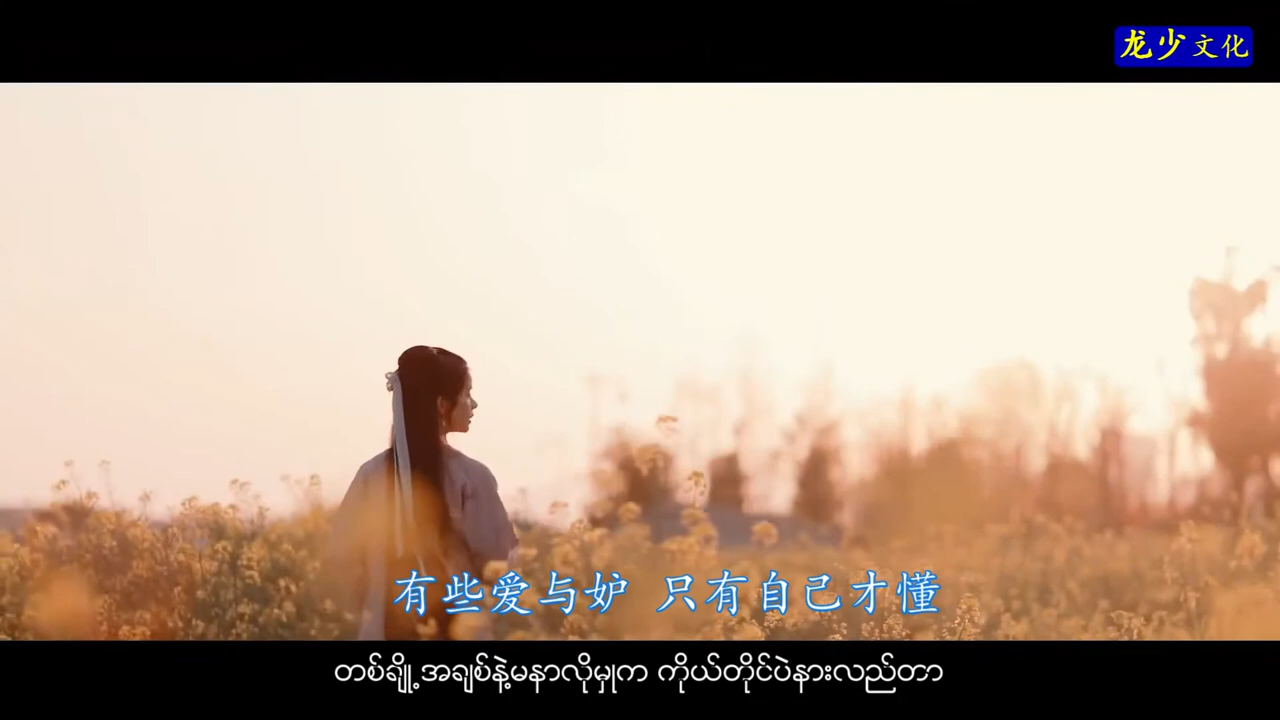 龙少文化
有些爱与妒 只有自己才懂
တစ်ချို့အချစ်နဲ့မနာလိုမှုက ကိုယ်တိုင်ပဲနားလည်တာ